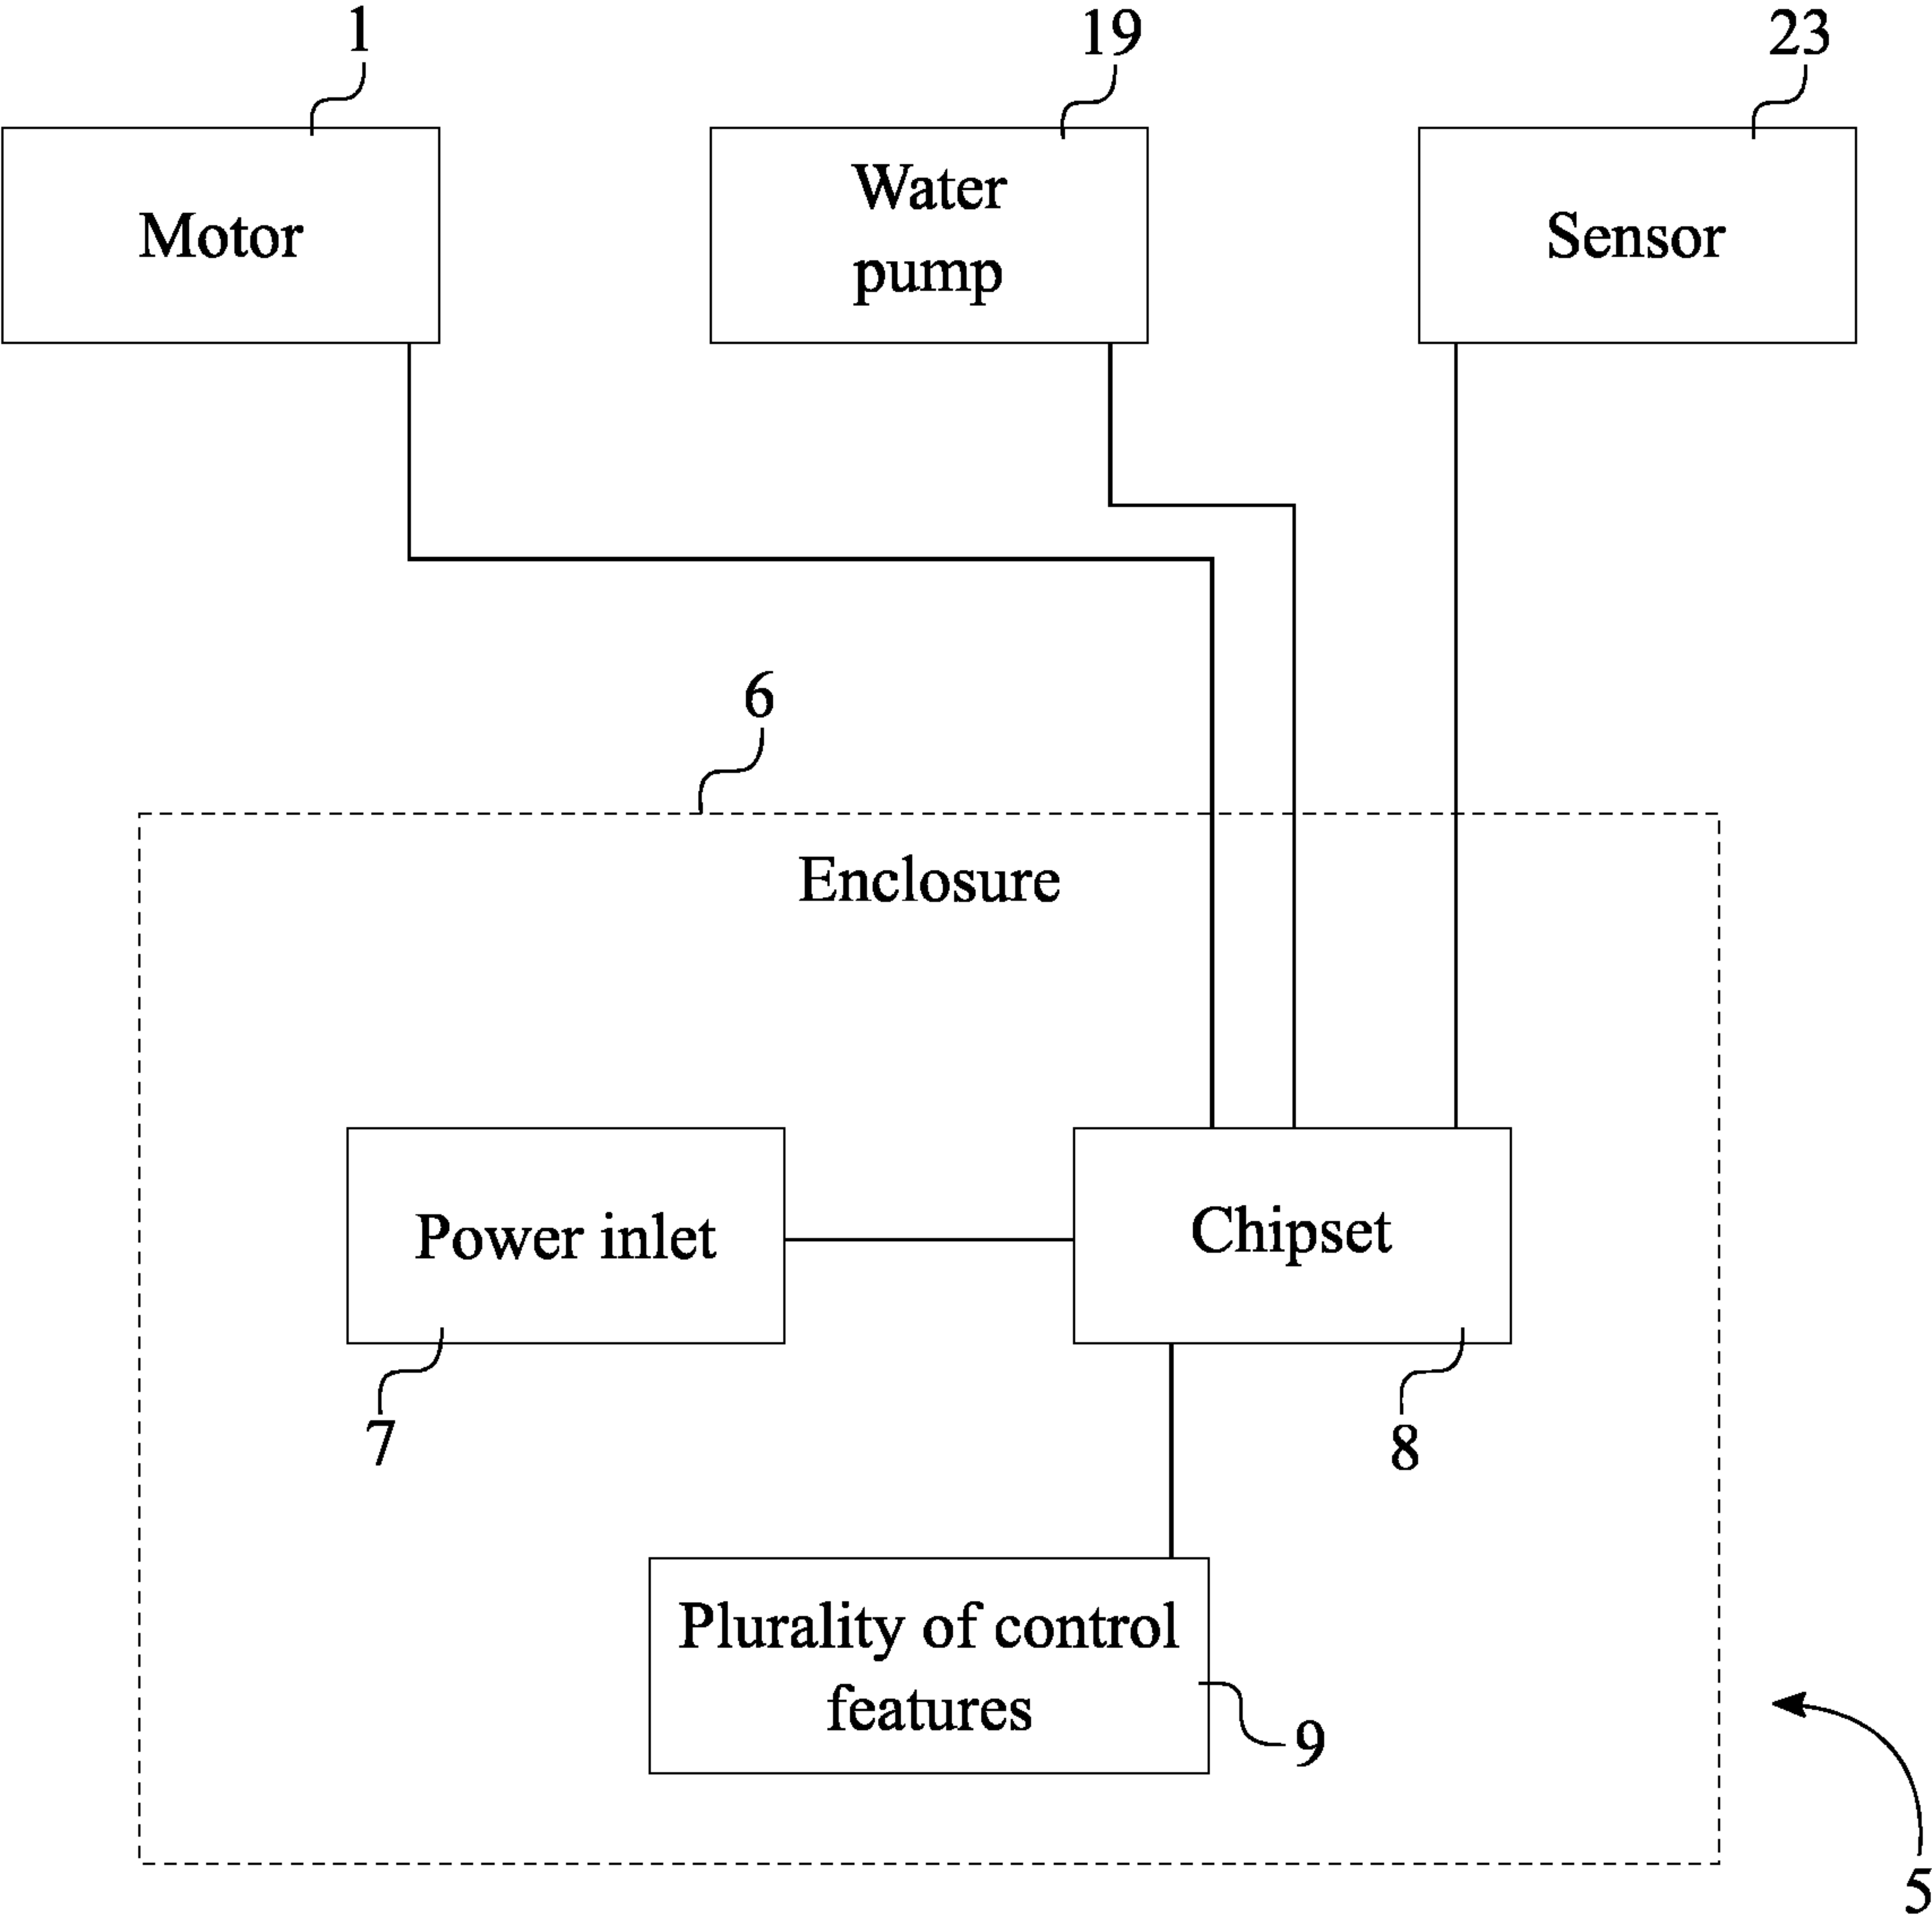 1
19
23
Motor
Water
pump
Sensor
6
Enclosure
Power inlet
Chipset
7
8
Plurality of control
features
9
5